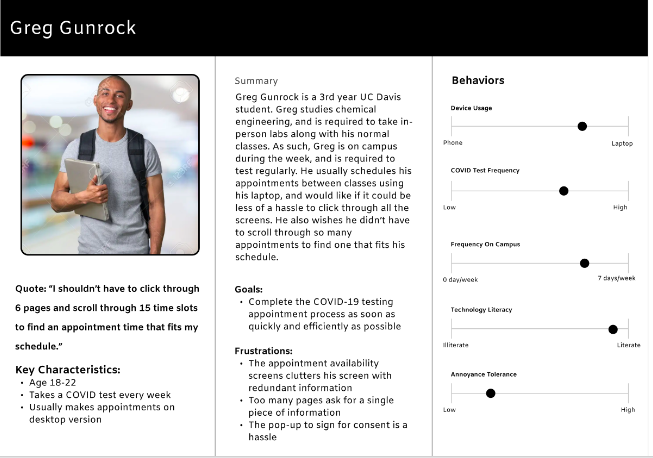 Greg Gunrock
Quote: “I shouldn’t have to click through
6 pages and scroll through 15 time slots
to find an appointment time that fits my
schedule.”
Key Characteristics:
• Age 18-22
• Takes a COVID test every week
• Usually makes appointments on
desktop version
Summary
Greg Gunrock is a 3rd year UC Davis
student. Greg studies chemical
engineering, and is required to take in-
person labs along with his normal
classes. As such, Greg is on campus
during the week, and is required to
test regularly. He usually schedules his
appointments between classes using
his laptop, and would like if it could be
less of a hassle to click through all the
screens. He also wishes he didn’t have
to scroll through so many
appointments to find one that fits his
schedule.
Goals:
• Complete the COVID-19 testing
appointment process as soon as
quickly and efficiently as possible
Frustrations:
• The appointment availability
screens clutters his screen with
redundant information
• Too many pages ask for a single
piece of information
• The pop-up to sign for consent is a
hassle
Behaviors
Device Usage
Phone Laptop
COVID Test Frequency
Low High
Frequency On Campus
0 day/week 7 days/week
Technology Literacy
Illiterate Literate
Annoyance Tolerance
Low High